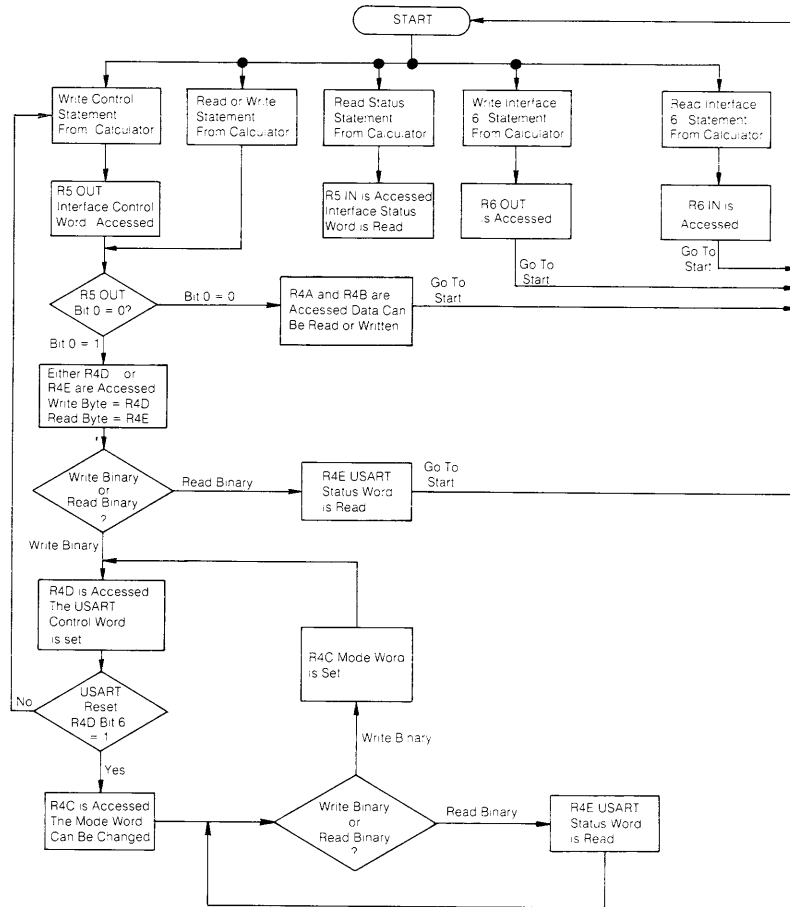 START
Write Control
Statement
From Calculator
Read or Write
Statement
From Calculator
Read Status
Statement
From Calculator
Write Interface
6 Statement
From Calculator
Read Interface
6 Statement
From Calculator
R5 OUT
Interface Control
Word Accessed
R5 IN is Accessed
Interface Status
Word is Read
R6 OUT
is Accessed
R6 IN is
Accessed
Go To
Start
Go To
Start
R5 OUT
Bit 0 = 0?
Bit 0 = 0
R4A and R4B are
Accessed Data Can
Be Read or Written
Go To
Start
Bit 0 = 1
Either R4D or
R4E are Accessed
Write Byte = R4D
Read Byte = R4E
Write Binary
or
Read Binary
?
Read Binary
R4E USART
Status Word
is Read
Go To
Start
Write Binary
R4D is Accessed
The USART
Control Word
is set
R4C Mode Word
is Set
No
USART
Reset
R4D Bit 6
= 1
Write Binary
Yes
R4C is Accessed
The Mode Word
Can Be Changed
Write Binary
or
Read Binary
?
Read Binary
R4E USART
Status Word
is Read